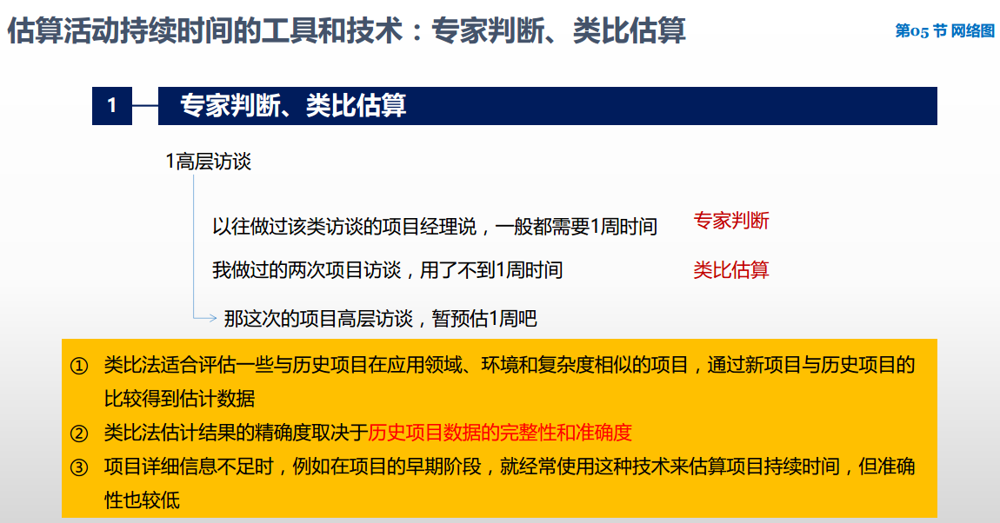 估算活动持续时间的工具和技术：专家判断、类比估算
第05 节 网络图
1
专家判断、类比估算
1高层访谈
以往做过该类访谈的项目经理说，一般都需要1周时间
专家判断
我做过的两次项目访谈，用了不到1周时间
类比估算
那这次的项目高层访谈，暂预估1周吧
① 类比法适合评估一些与历史项目在应用领域、环境和复杂度相似的项目，通过新项目与历史项目的
比较得到估计数据
② 类比法估计结果的精确度取决于历史项目数据的完整性和准确度
③ 项目详细信息不足时，例如在项目的早期阶段，就经常使用这种技术来估算项目持续时间，但准确
性也较低